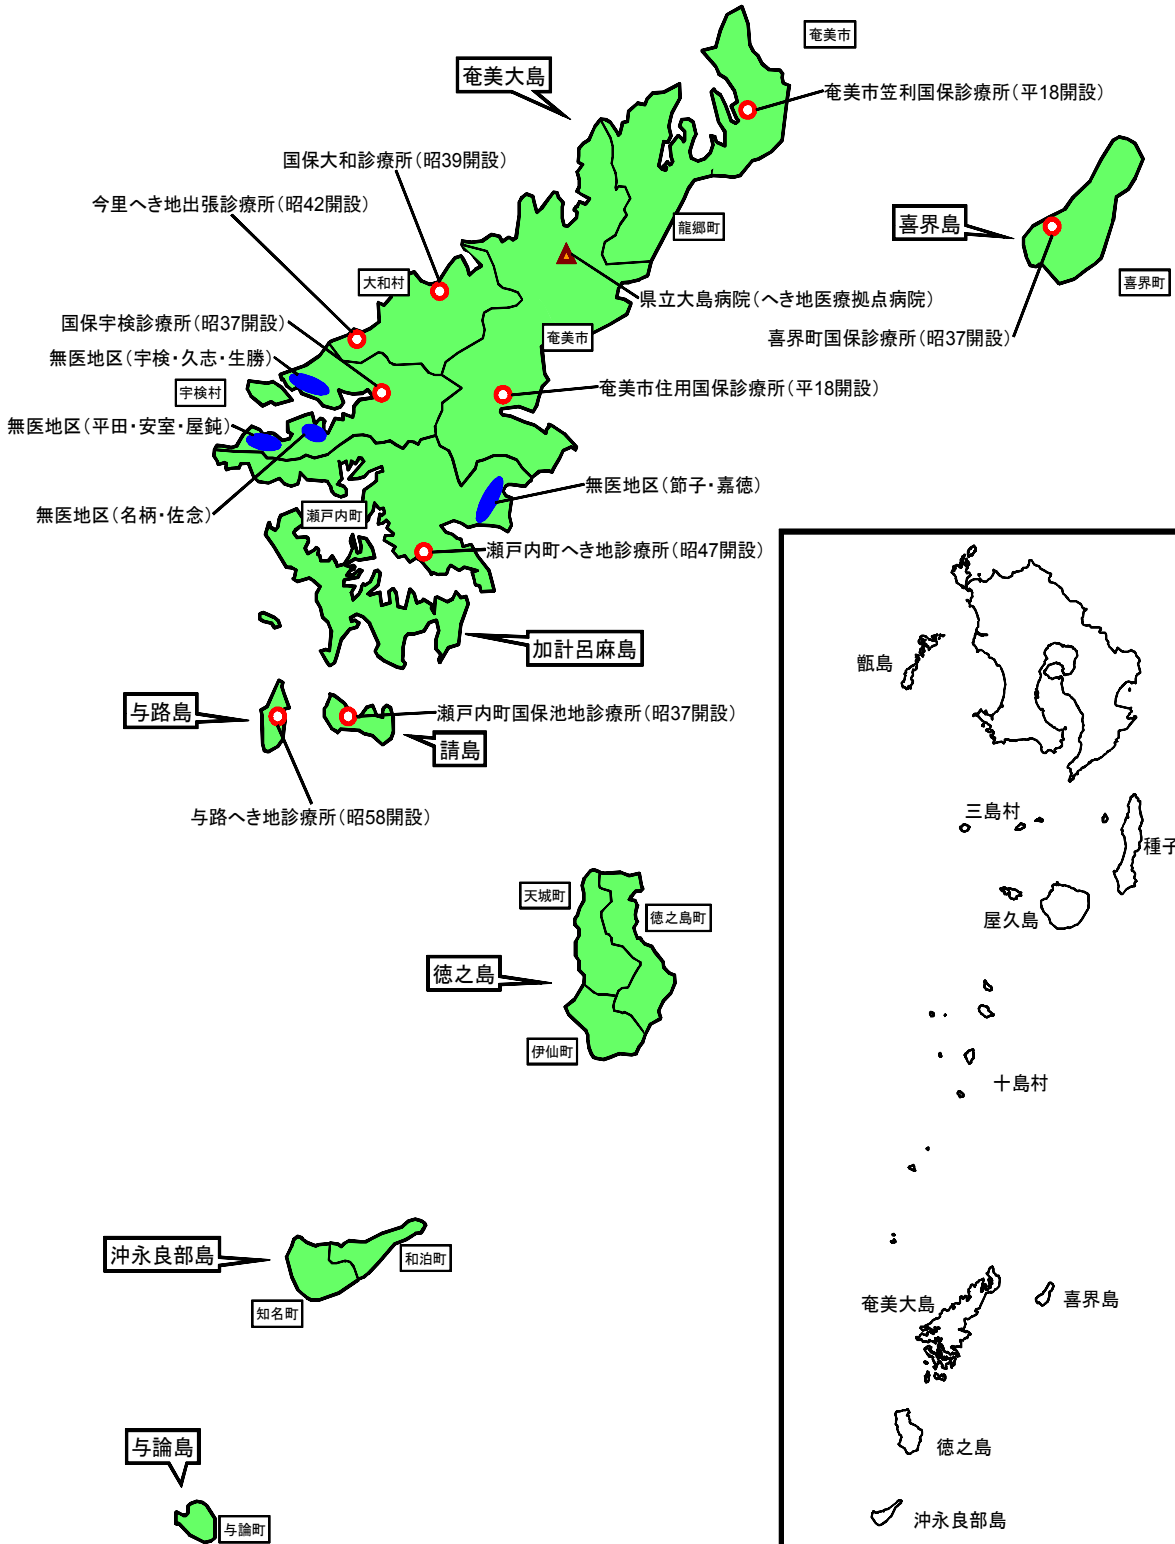 奄美市
奄美大島
奄美市笠利国保診療所(平18開設)
国保大和診療所(昭39開設)
今里へき地出張診療所(昭42開設)
喜界島
龍郷町
大和村
喜界町
県立大島病院(へき地医療拠点病院)
国保宇検診療所(昭37開設)
奄美市
喜界町国保診療所(昭37開設)
無医地区(宇検・久志・生勝)
宇検村
奄美市住用国保診療所(平18開設)
無医地区(平田・安室・屋鈍)
無医地区(節子・嘉徳)
無医地区(名柄・佐念)
瀬戸内町
瀬戸内町へき地診療所(昭47開設)
加計呂麻島
与路島
瀬戸内町国保池地診療所(昭37開設)
請島
与路へき地診療所(昭58開設)
天城町
徳之島町
徳之島
伊仙町
沖永良部島
和泊町
知名町
与論島
与論町
甑島
三島村
種子
屋久島
十島村
奄美大島
喜界島
徳之島
沖永良部島